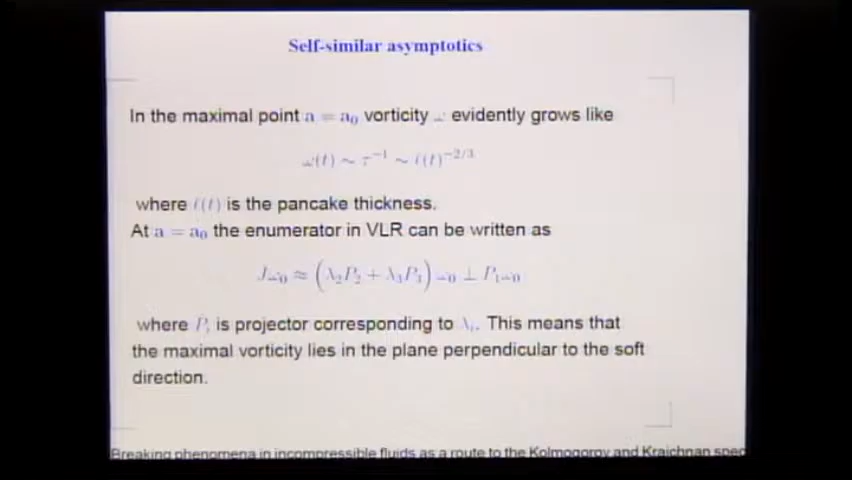 Self-similar asymptotics
In the maximal point a = a₀ vorticity ω evidently grows like
ω(t) ∼ τ⁻¹ ∼ ℓ(t)⁻²/³
where ℓ(t) is the pancake thickness.
At a = a₀ the enumerator in VLR can be written as
Jω₀ ≈ (λ₂P₂ + λ₃P₃) ω₀ ⊥ P₁ω₀
where Pᵢ is projector corresponding to λᵢ. This means that
the maximal vorticity lies in the plane perpendicular to the soft
direction.
Breaking phenomena in incompressible fluids as a route to the Kolmogorov and Kraichnan spec